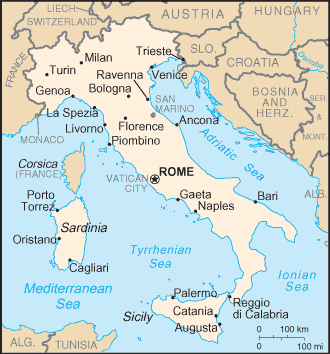 LIECH.
SWITZERLAND
AUSTRIA
HUNGARY
FRANCE
Milan
Turin
Trieste
SLO.
CROATIA
Venice
Ravenna
Bologna
Genoa
Danube
BOSNIA
AND
HERZ.
SAN
MARINO
La Spezia
Florence
Livorno
Ancona
MONACO
Piombino
Adriatic Sea
Corsica
(FRANCE)
VATICAN
CITY
ROME
ALB.
Porto
Torrez
Gaeta
Naples
Bari
Sardinia
Oristano
Tyrrhenian
Sea
Cagliari
Mediterranean
Sea
Ionian
Sea
Palermo
Reggio
di Calabria
Sicily
Catania
Augusta
ALG.
TUNISIA
0
100 km
0
100 mi